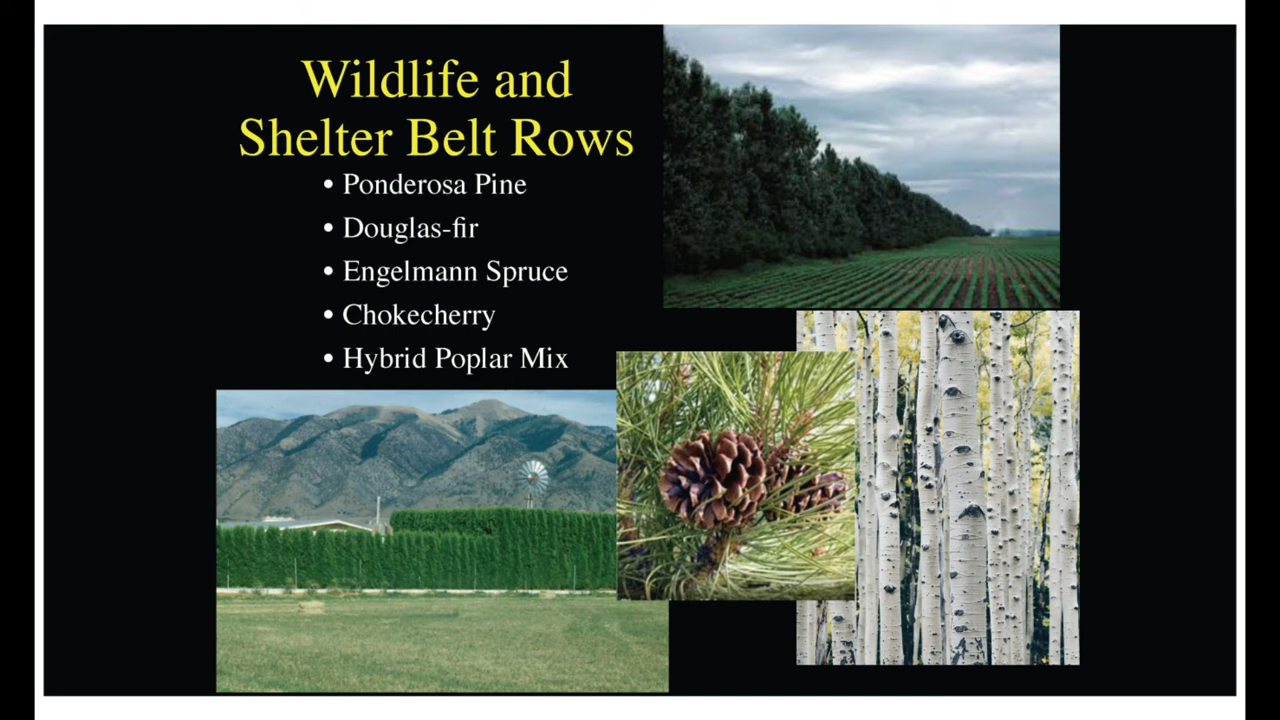 Wildlife and
Shelter Belt Rows
• Ponderosa Pine
• Douglas-fir
• Engelmann Spruce
• Chokecherry
• Hybrid Poplar Mix